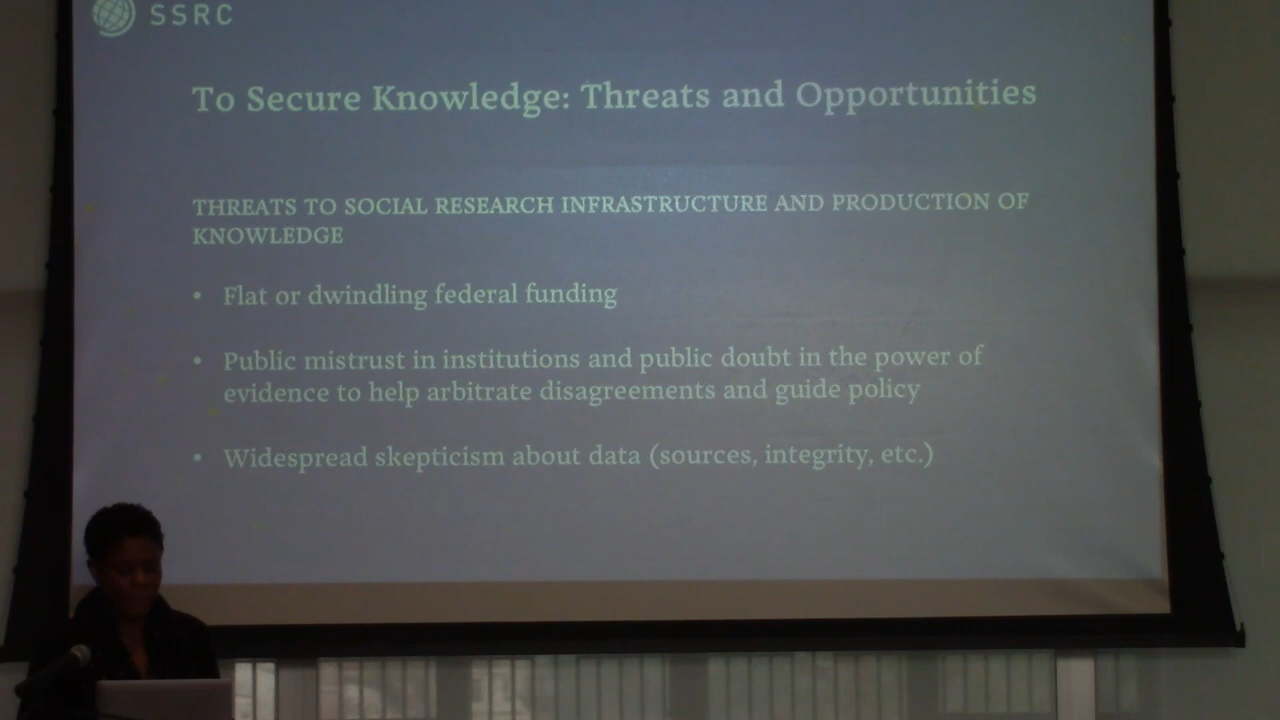 SSRC
To Secure Knowledge: Threats and Opportunities
THREATS TO SOCIAL RESEARCH INFRASTRUCTURE AND PRODUCTION OF
KNOWLEDGE
• Flat or dwindling federal funding
• Public mistrust in institutions and public doubt in the power of
evidence to help arbitrate disagreements and guide policy
• Widespread skepticism about data (sources, integrity, etc.)